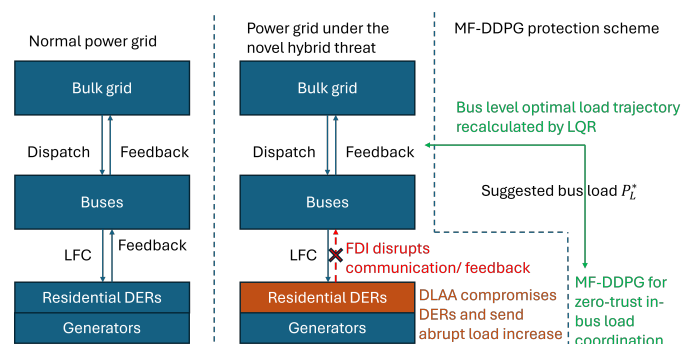 Normal power grid
Bulk grid
Dispatch
Feedback
Buses
LFC
Feedback
Residential DERs
Generators
Power grid under the
novel hybrid threat
Bulk grid
Dispatch
Feedback
Buses
LFC
FDI disrupts
communication/ feedback
Residential DERs
Generators
DLAA compromises
DERs and send
abrupt load increase
MF-DDPG protection scheme
Bus level optimal load trajectory
recalculated by LQR
Suggested bus load $P_L^*$
MF-DDPG for
zero-trust in-
bus load
coordination